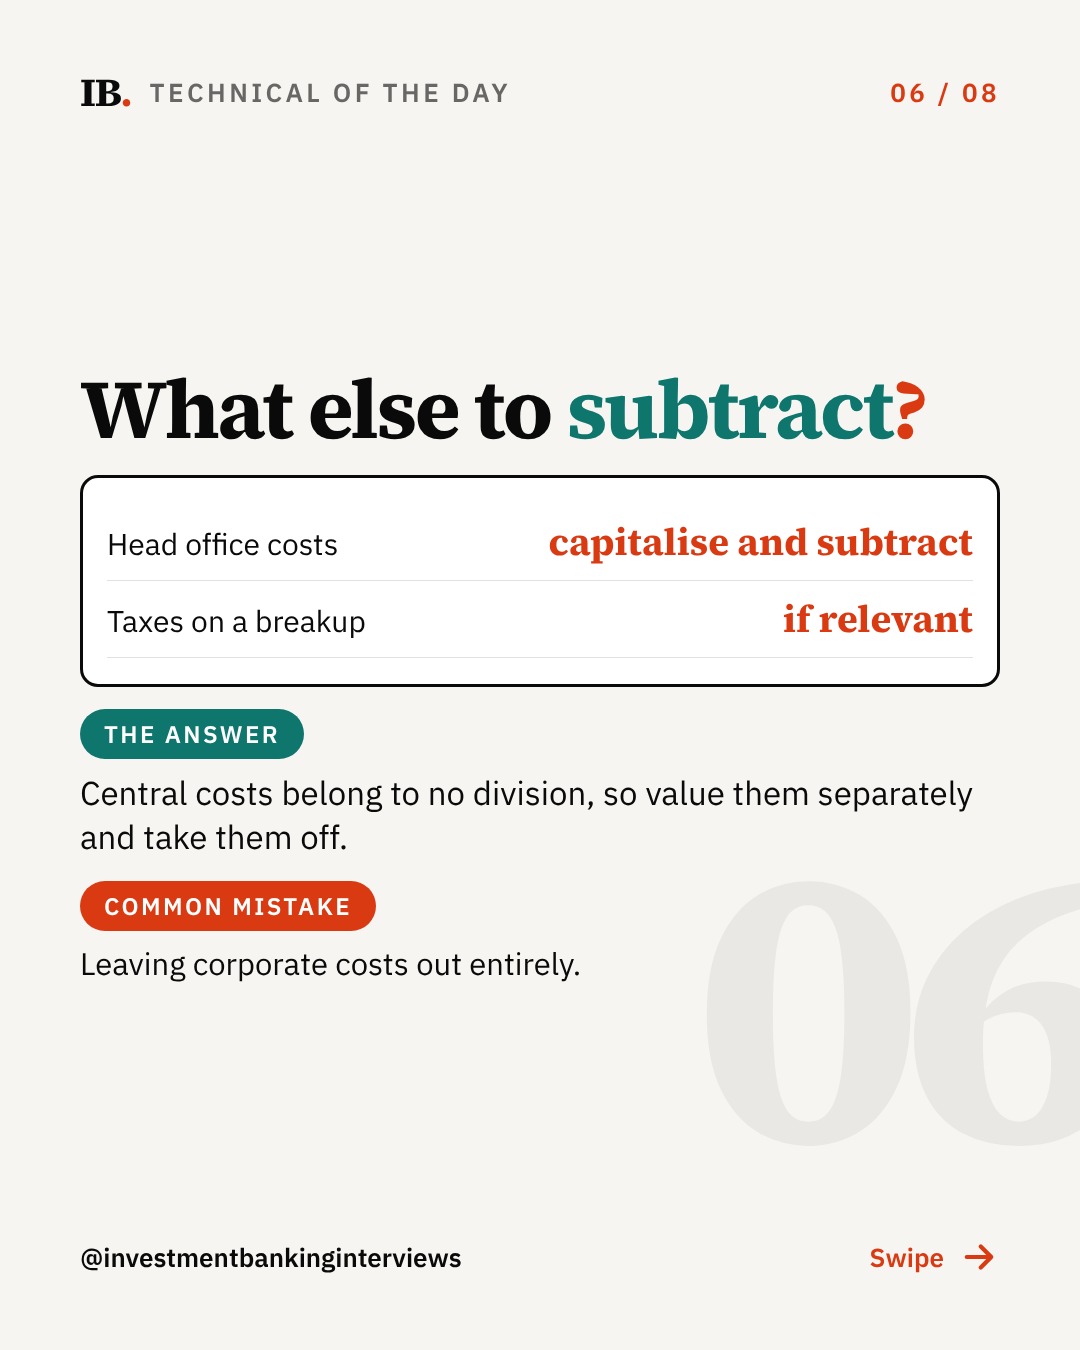 IB. TECHNICAL OF THE DAY
06 / 08
What else to subtract?
Head office costs
capitalise and subtract
Taxes on a breakup
if relevant
THE ANSWER
Central costs belong to no division, so value them separately
and take them off.
COMMON MISTAKE
Leaving corporate costs out entirely.
06
@investmentbankinginterviews
Swipe →